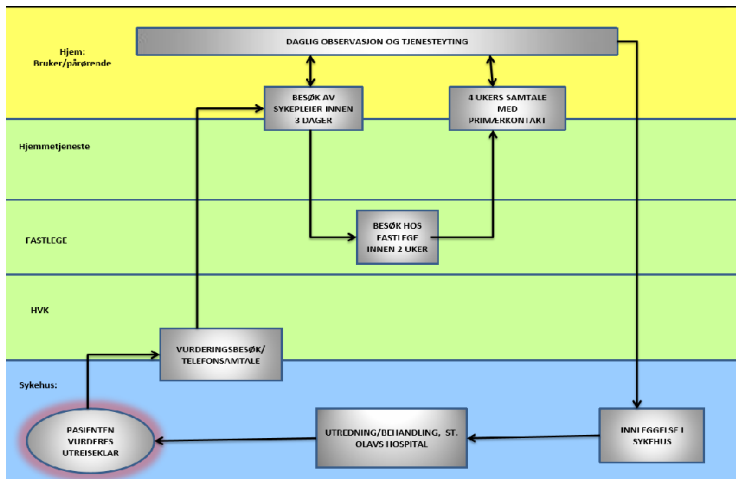 DAGLIG OBSERVASJON OG TJENESTEYTING
Hjem:
Bruker/pårørende
BESØK AV
SYKEPLEIER INNEN
3 DAGER
4 UKERS SAMTALE
MED
PRIMÆRKONTAKT
Hjemmetjeneste
FASTLEGE
BESØK HOS
FASTLEGE
INNEN 2 UKER
HVK
VURDERINGSBESØK/
TELEFONSAMTALE
Sykehus:
PASIENTEN
VURDERES
UTREISEKLAR
UTREDNING/BEHANDLING, ST.
OLAVS HOSPITAL
INNLEGGELSE I
SYKEHUS